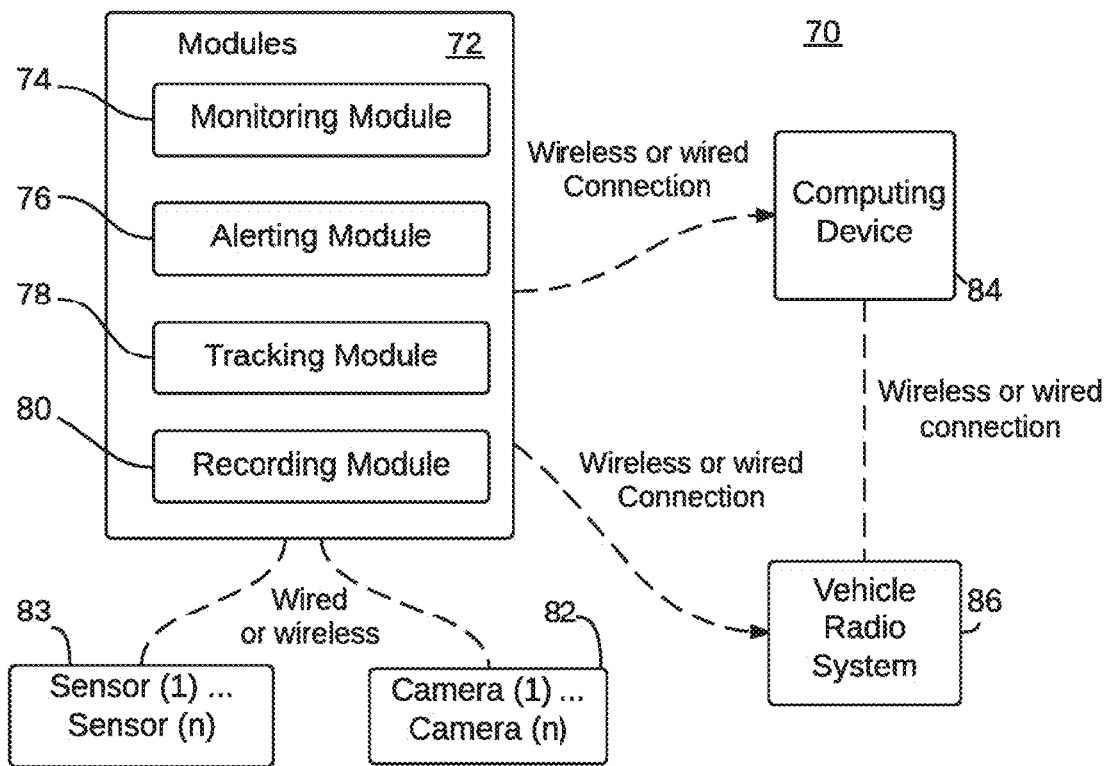 Modules 72
70
74
Monitoring Module
76
Alerting Module
78
Tracking Module
80
Recording Module
Wireless or wired
Connection
Computing
Device
84
Wireless or wired
connection
Wireless or wired
Connection
Vehicle
Radio
System
86
Wired
or wireless
83
Sensor (1) ...
Sensor (n)
82
Camera (1) ...
Camera (n)